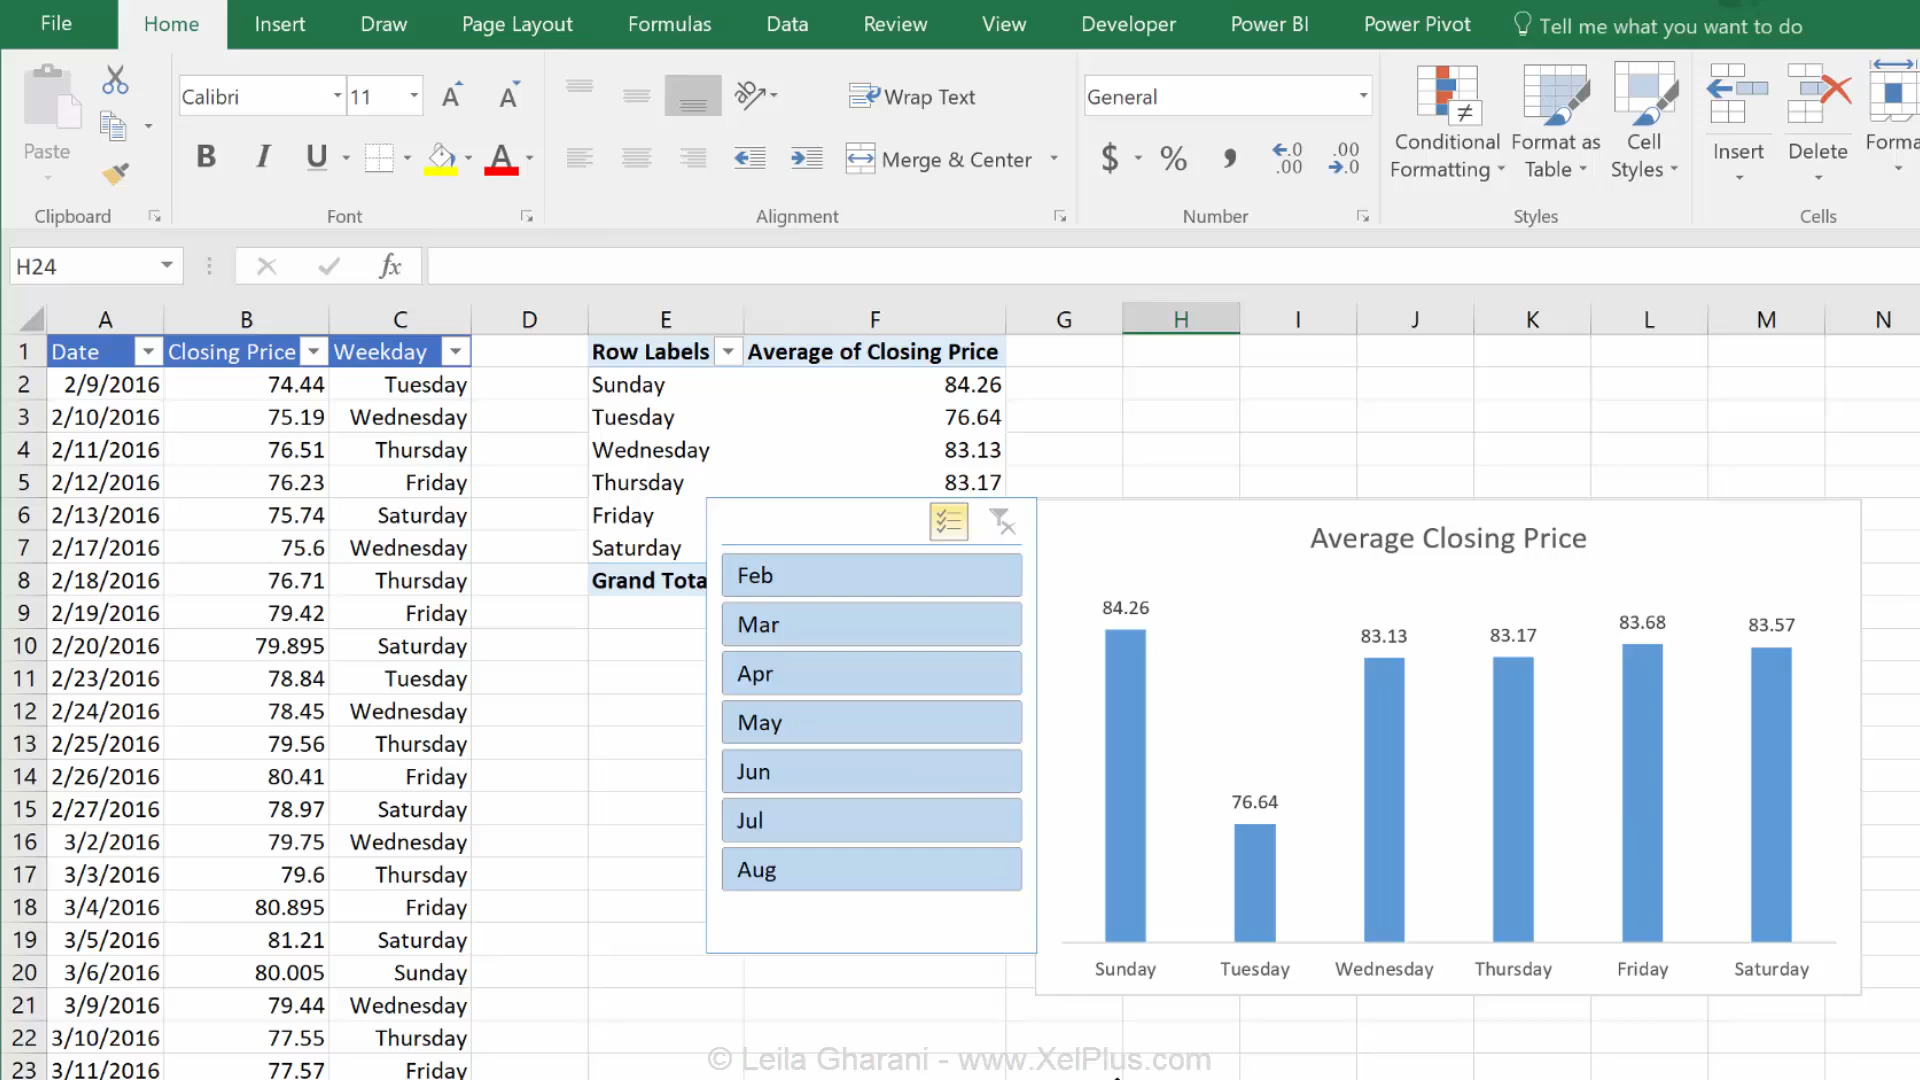 File Home Insert Draw Page Layout Formulas Data Review View Developer Power BI Power Pivot Tell me what you want to do
Calibri 11 Wrap Text General
Paste B I U A Merge & Center $ % , Conditional Formatting Format as Table Cell Styles Insert Delete Forma
Clipboard Font Alignment Number Styles Cells
H24 fx
A B C D E F G H I J K L M N
1 Date Closing Price Weekday Row Labels Average of Closing Price
2 2/9/2016 74.44 Tuesday Sunday 84.26
3 2/10/2016 75.19 Wednesday Tuesday 76.64
4 2/11/2016 76.51 Thursday Wednesday 83.13
5 2/12/2016 76.23 Friday Thursday 83.17
6 2/13/2016 75.74 Saturday Friday
7 2/17/2016 75.6 Wednesday Saturday
8 2/18/2016 76.71 Thursday Grand Tota
9 2/19/2016 79.42 Friday
10 2/20/2016 79.895 Saturday
11 2/23/2016 78.84 Tuesday
12 2/24/2016 78.45 Wednesday
13 2/25/2016 79.56 Thursday
14 2/26/2016 80.41 Friday
15 2/27/2016 78.97 Saturday
16 3/2/2016 79.75 Wednesday
17 3/3/2016 79.6 Thursday
18 3/4/2016 80.895 Friday
19 3/5/2016 81.21 Saturday
20 3/6/2016 80.005 Sunday
21 3/9/2016 79.44 Wednesday
22 3/10/2016 77.55 Thursday
23 3/11/2016 77.57 Friday
Feb
Mar
Apr
May
Jun
Jul
Aug
Average Closing Price
84.26 76.64 83.13 83.17 83.68 83.57
Sunday Tuesday Wednesday Thursday Friday Saturday
© Leila Gharani - www.XelPlus.com